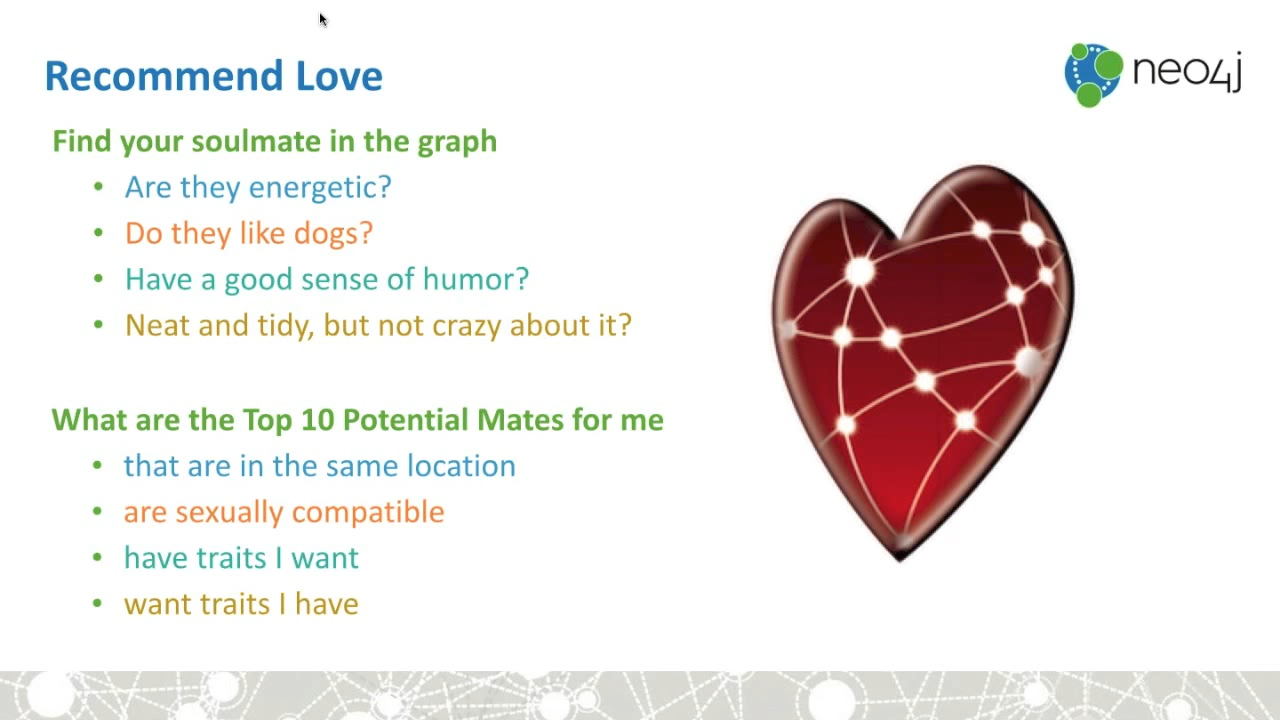 Recommend Love
neo4j
Find your soulmate in the graph
• Are they energetic?
• Do they like dogs?
• Have a good sense of humor?
• Neat and tidy, but not crazy about it?
What are the Top 10 Potential Mates for me
• that are in the same location
• are sexually compatible
• have traits I want
• want traits I have